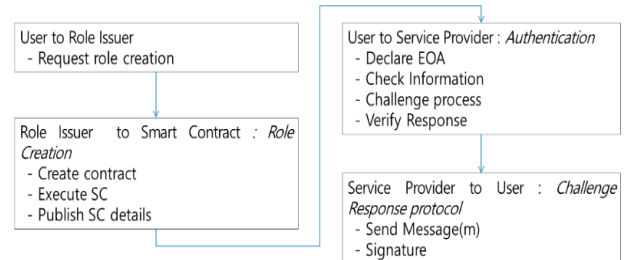 User to Role Issuer
- Request role creation
Role Issuer to Smart Contract : Role
Creation
- Create contract
- Execute SC
- Publish SC details
User to Service Provider : Authentication
- Declare EOA
- Check Information
- Challenge process
- Verify Response
Service Provider to User : Challenge
Response protocol
- Send Message(m)
- Signature